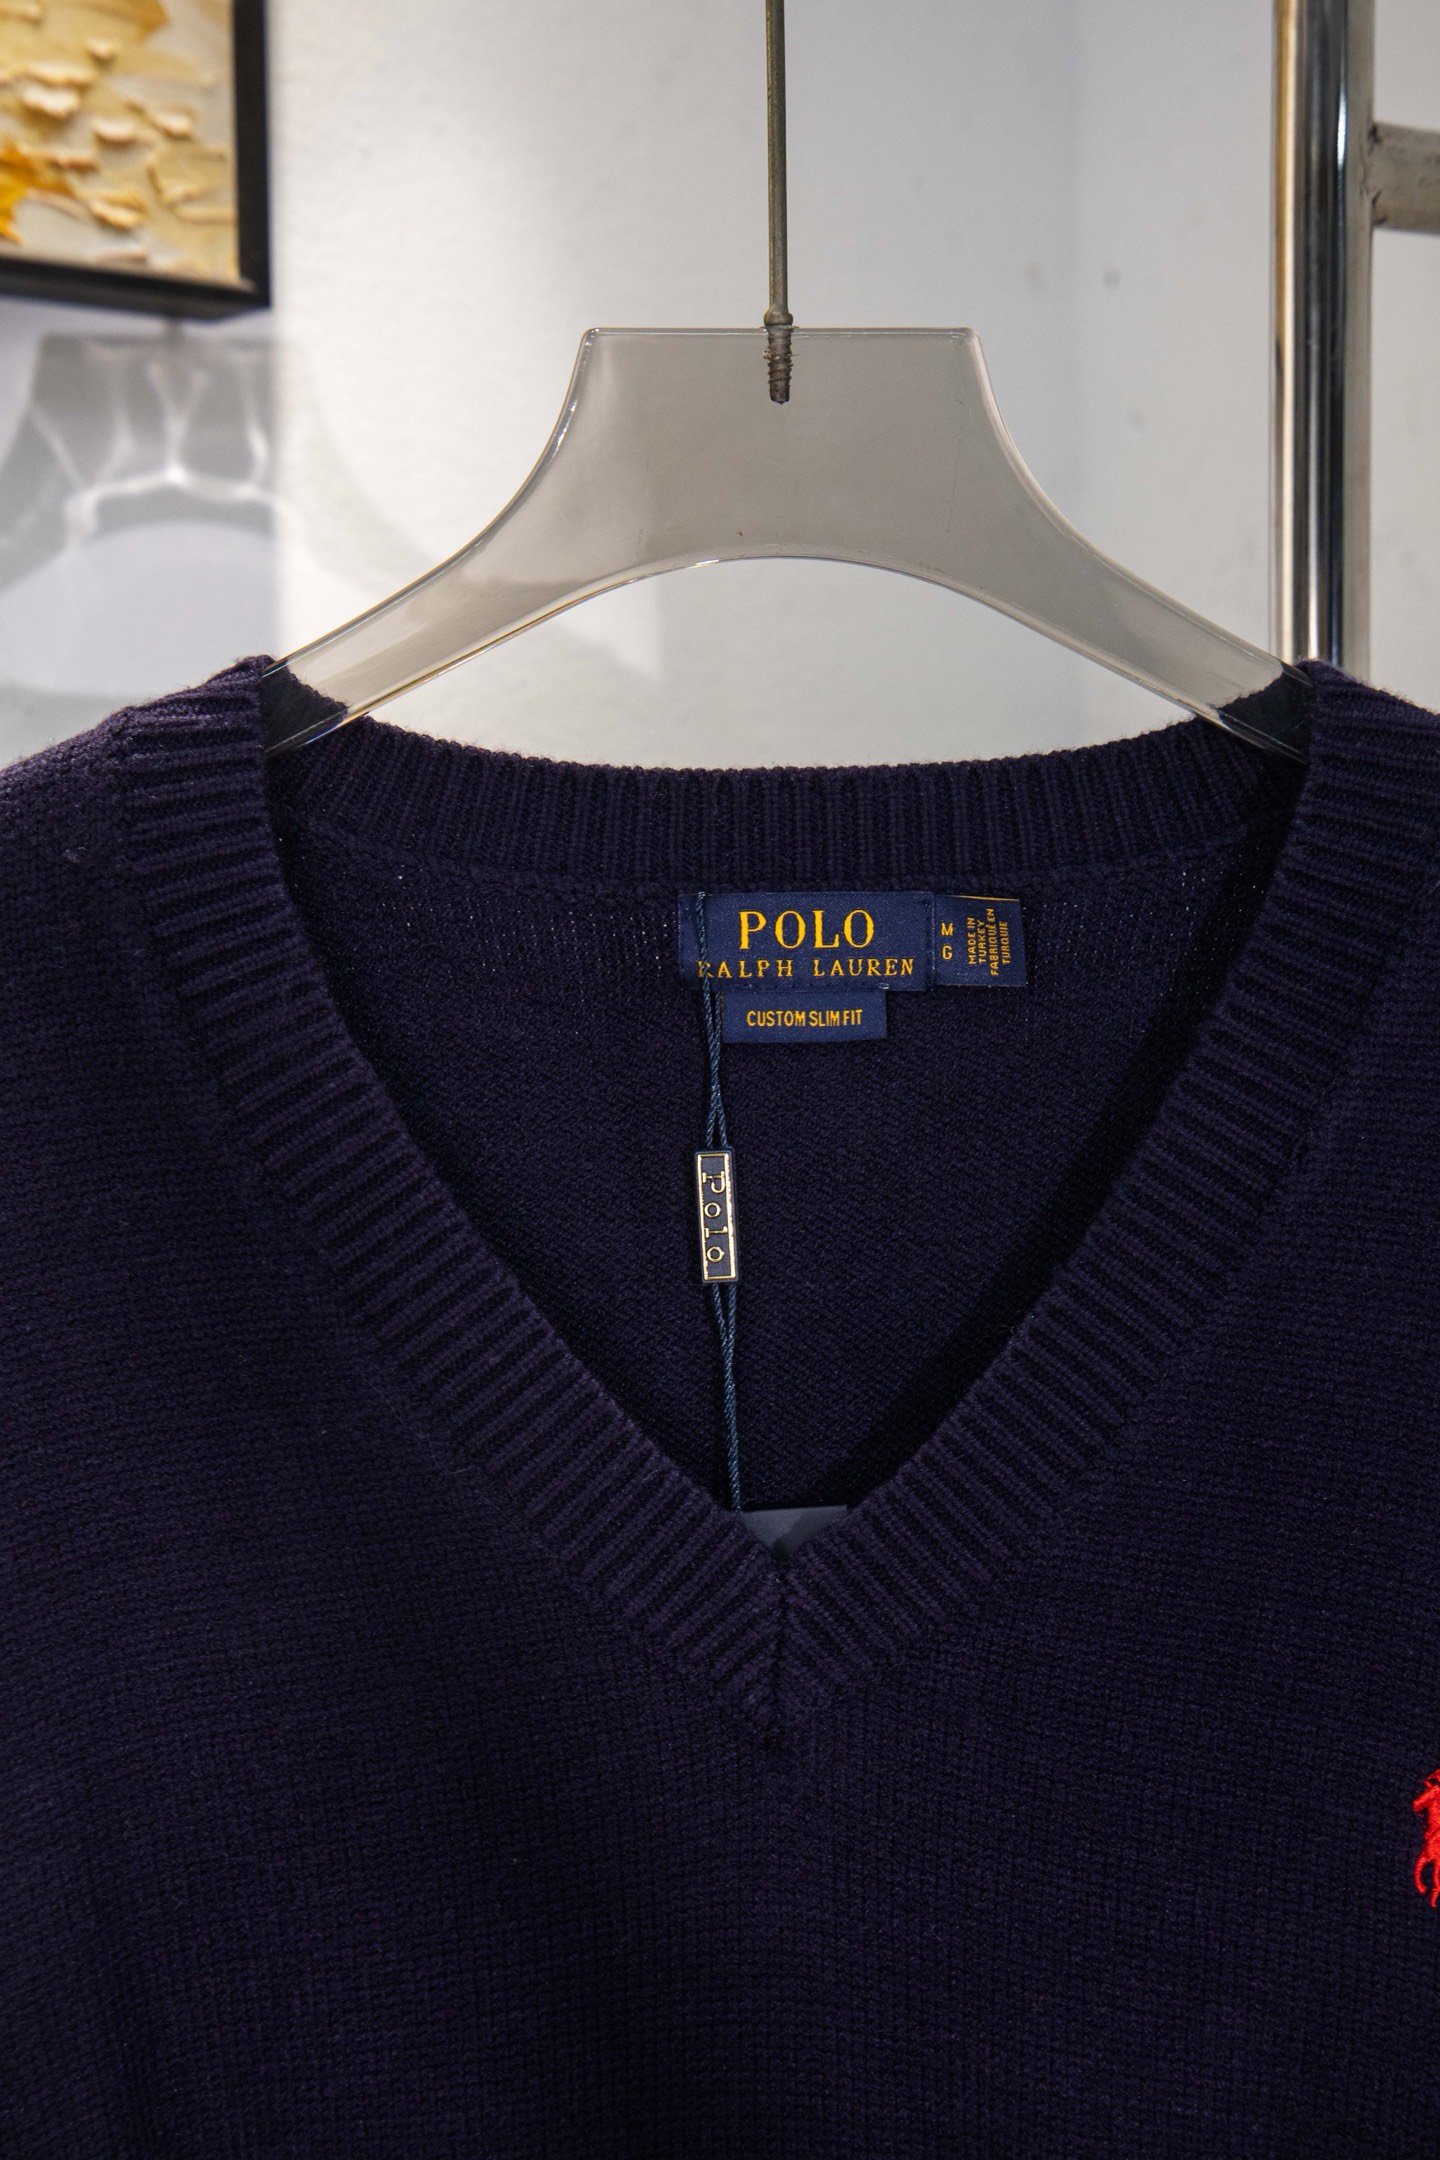 POLO
RALPH LAUREN
M
G
MADE IN
TURKEY
FABRIQUÉ EN
TURQUIE
CUSTOM SLIM FIT
Polo